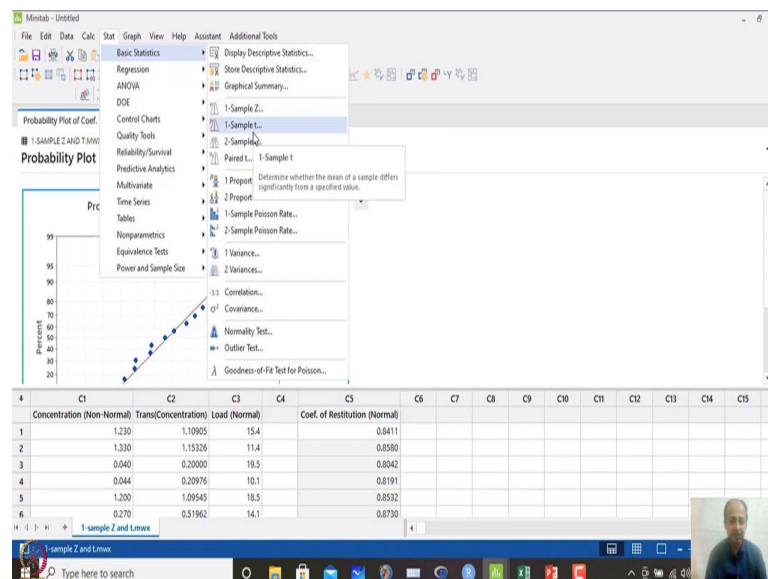 Minitab - Untitled
File Edit Data Calc Stat Graph View Help Assistant Additional Tools
Basic Statistics
Regression
ANOVA
DOE
Control Charts
Quality Tools
Reliability/Survival
Predictive Analytics
Multivariate
Time Series
Tables
Nonparametrics
Equivalence Tests
Power and Sample Size
Display Descriptive Statistics...
Store Descriptive Statistics...
Graphical Summary...
1-Sample Z...
1-Sample t...
2-Sample
Paired t...
1 Proport
2 Proport
1-Sample Poisson Rate...
2-Sample Poisson Rate...
1 Variance...
2 Variances...
Correlation...
Covariance...
Normality Test...
Outlier Test...
Goodness-of-Fit Test for Poisson...
1-Sample t
Determine whether the mean of a sample differs
significantly from a specified value.
Probability Plot of Coef.
1-SAMPLE Z AND T.MW
Probability Plot
Pro
99
95
90
80
70
60
50
40
30
20
Percent
C1 C2 C3 C4 C5 C6 C7 C8 C9 C10 C11 C12 C13 C14 C15
Concentration (Non-Normal) Trans(Concentration) Load (Normal) Coef. of Restitution (Normal)
1 1.230 1.10905 15.4 0.8411
2 1.330 1.15326 11.4 0.8580
3 0.040 0.20000 19.5 0.8042
4 0.044 0.20976 10.1 0.8191
5 1.200 1.09545 18.5 0.8532
6 0.270 0.51962 14.1 0.8730
1-sample Z and t.mwx
1-sample Z and t.mwx
Type here to search